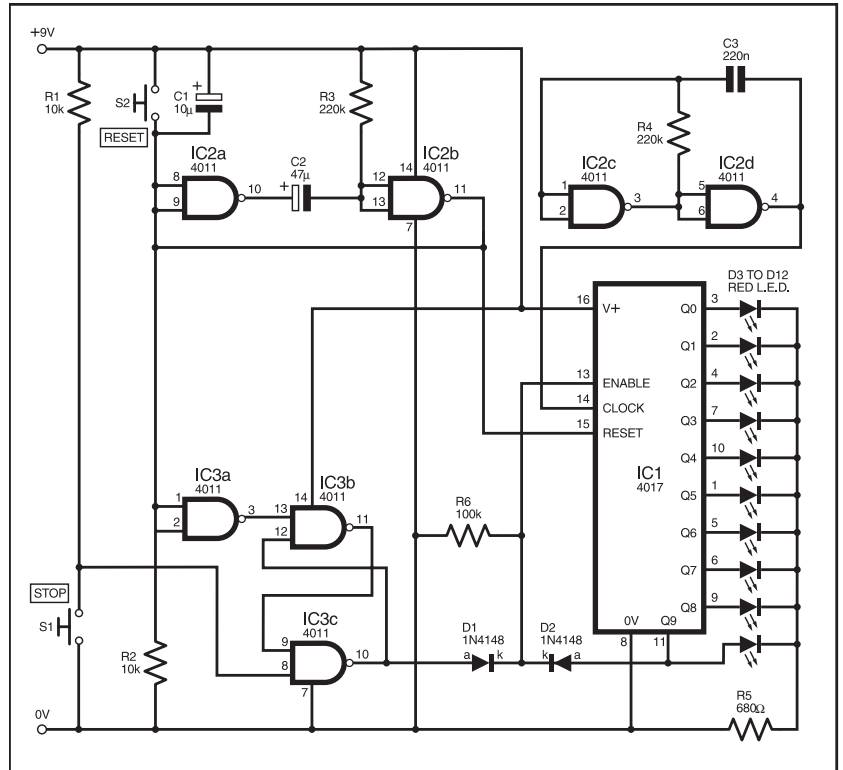 +9V
R1
10k
S2
RESET
C1
10µ
+
R3
220k
C3
220n
R4
220k
IC2a
4011
8
9
10
C2
47µ
+
IC2b
4011
14
12
13
11
7
IC2c
4011
1
2
3
IC2d
4011
5
6
4
D3 TO D12
RED L.E.D.
16
V+
13
ENABLE
14
CLOCK
15
RESET
IC1
4017
Q0
3
Q1
2
Q2
4
Q3
7
Q4
10
Q5
1
Q6
5
Q7
6
Q8
9
0V
Q9
8
11
IC3a
4011
1
2
3
IC3b
4011
14
13
12
11
R6
100k
STOP
S1
R2
10k
IC3c
4011
9
8
10
7
D1
1N4148
a
k
D2
1N4148
k
a
R5
680Ω
0V